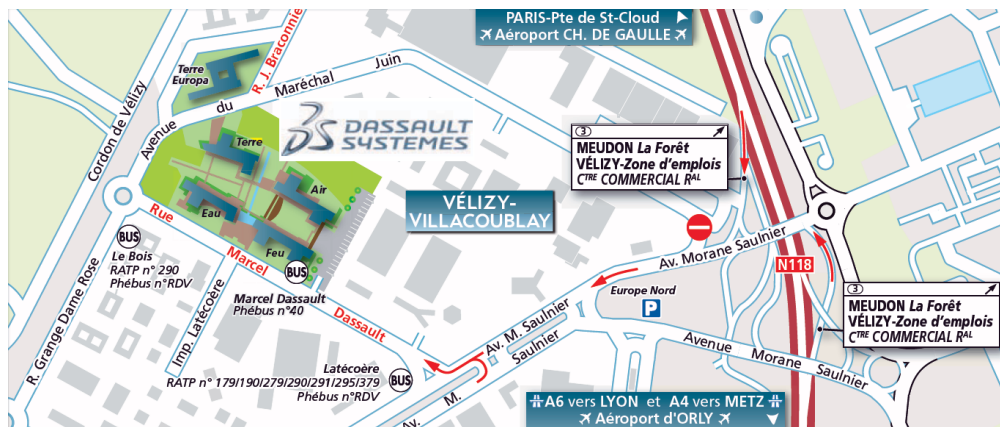 PARIS-Pte de St-Cloud
Aéroport CH. DE GAULLE
Terre
Europa
R. J. Braconnier
Cordon de Vélizy
Avenue du Maréchal Juin
3DS DASSAULT
SYSTEMES
Terre
Air
Eau
Feu
3
MEUDON La Forêt
VÉLIZY-Zone d'emplois
CTRE COMMERCIAL RAL
VÉLIZY-
VILLACOUBLAY
Rue Marcel Dassault
BUS
Le Bois
RATP n° 290
Phébus n°RDV
BUS
Marcel Dassault
Phébus n°40
Av. Morane Saulnier
N118
Europe Nord
P
3
MEUDON La Forêt
VÉLIZY-Zone d'emplois
CTRE COMMERCIAL RAL
R. Grange Dame Rose
Imp. Latécoère
Av. M. Saulnier
Av. M. Saulnier
Avenue Morane Saulnier
Latécoère
RATP n° 179/190/279/290/291/295/379
Phébus n°RDV
BUS
A6 vers LYON et A4 vers METZ
Aéroport d'ORLY